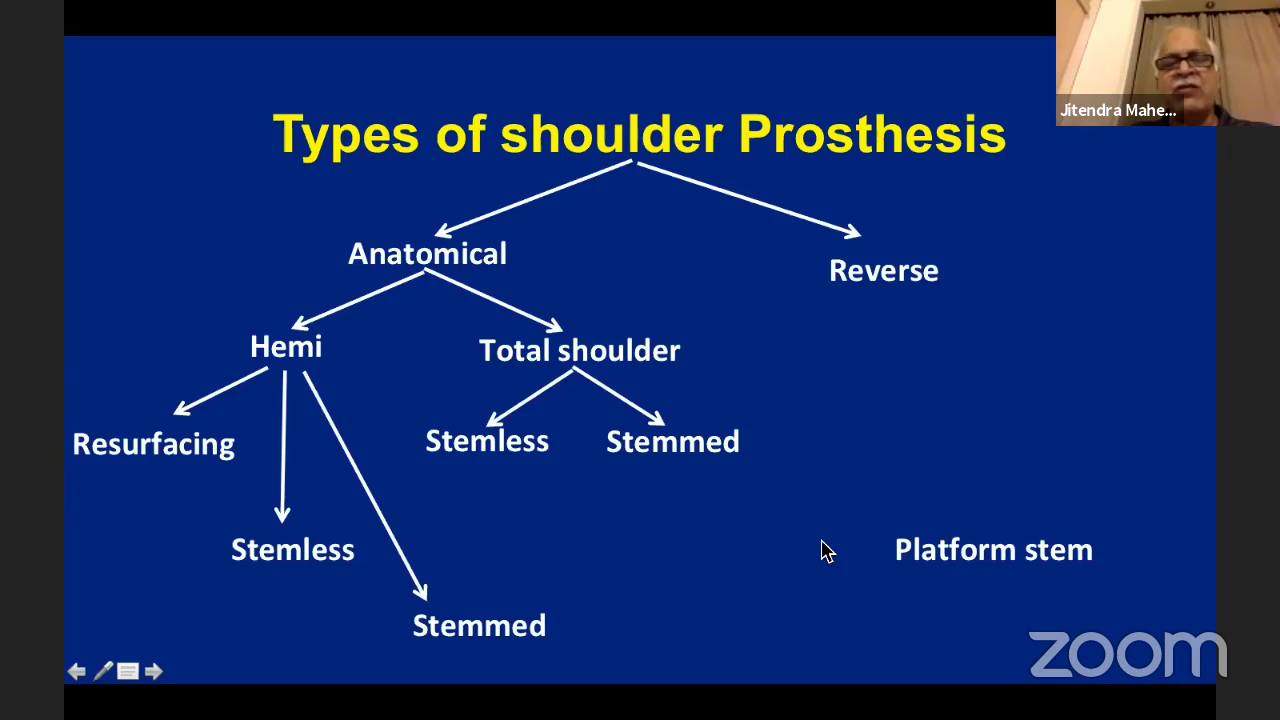 Jitendra Mahe...
Types of shoulder Prosthesis
Anatomical
Reverse
Hemi
Total shoulder
Resurfacing
Stemless
Stemmed
Stemless
Platform stem
Stemmed
zoom